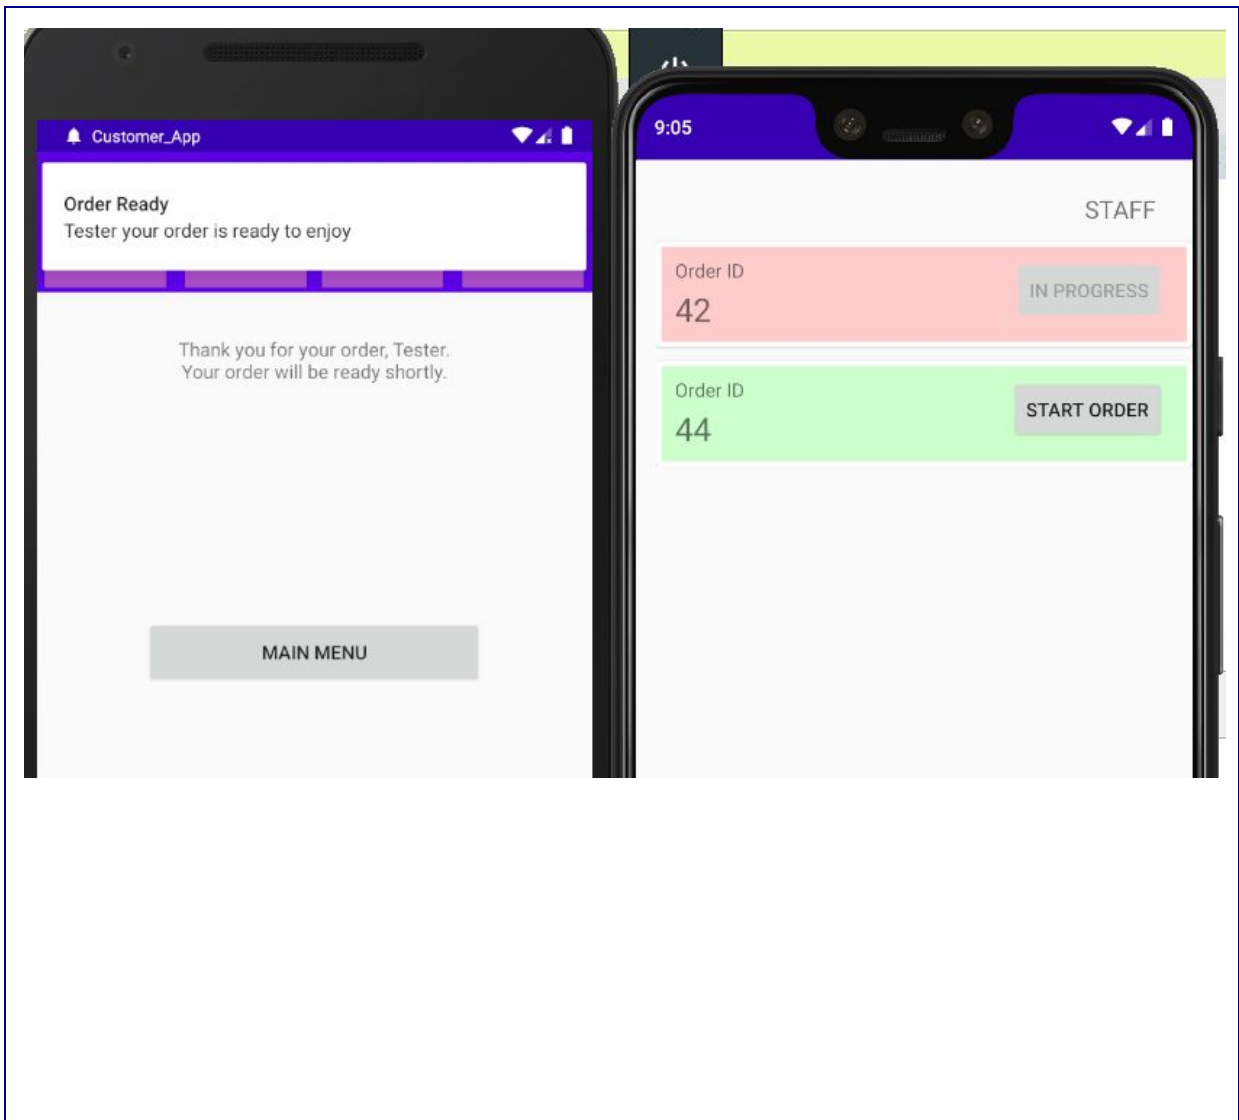 Customer_App
Order Ready
Tester your order is ready to enjoy
Thank you for your order, Tester.
Your order will be ready shortly.
MAIN MENU
9:05
STAFF
Order ID
42
IN PROGRESS
Order ID
44
START ORDER